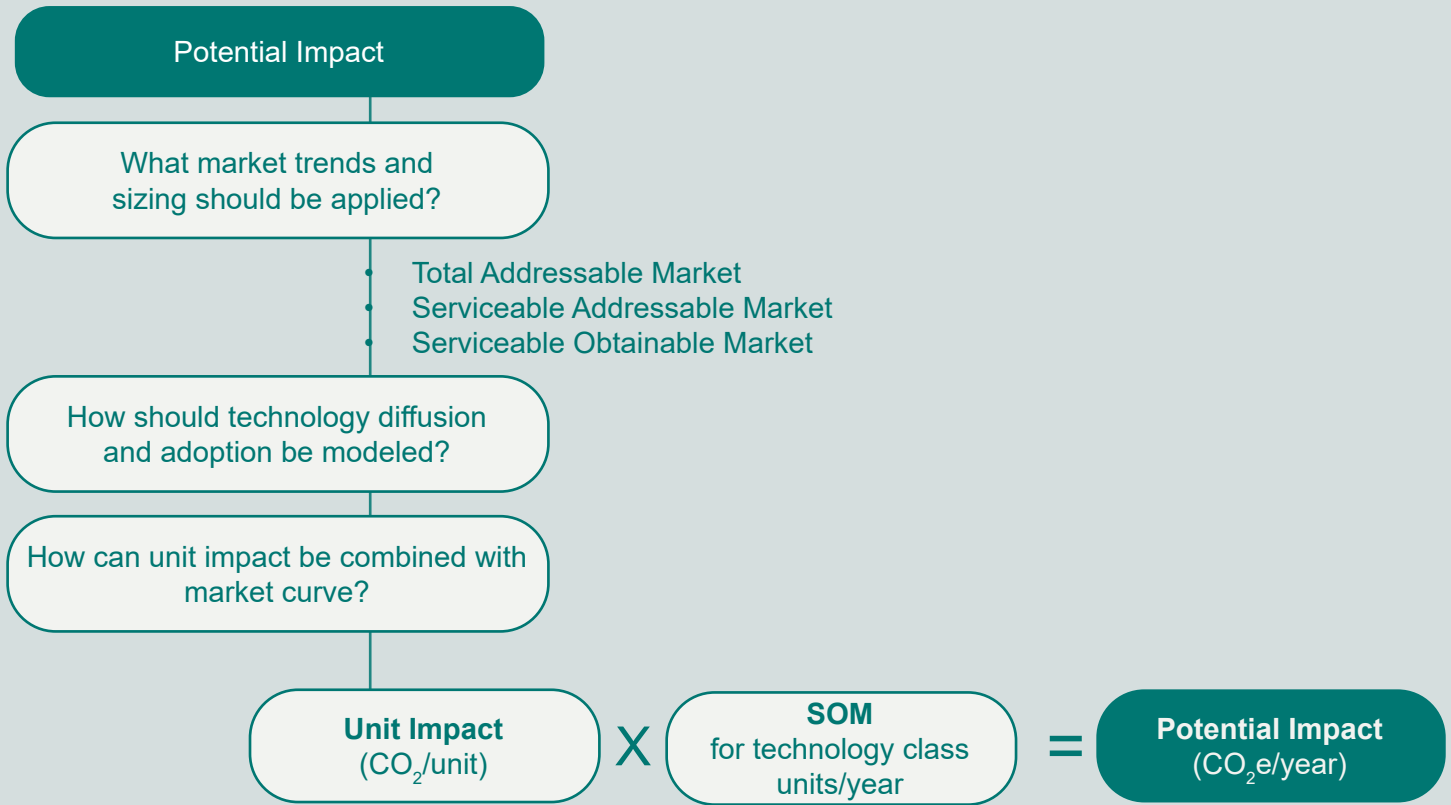 Potential Impact
What market trends and
sizing should be applied?
• Total Addressable Market
• Serviceable Addressable Market
• Serviceable Obtainable Market
How should technology diffusion
and adoption be modeled?
How can unit impact be combined with
market curve?
Unit Impact
(CO₂/unit)
X
SOM
for technology class
units/year
=
Potential Impact
(CO₂e/year)